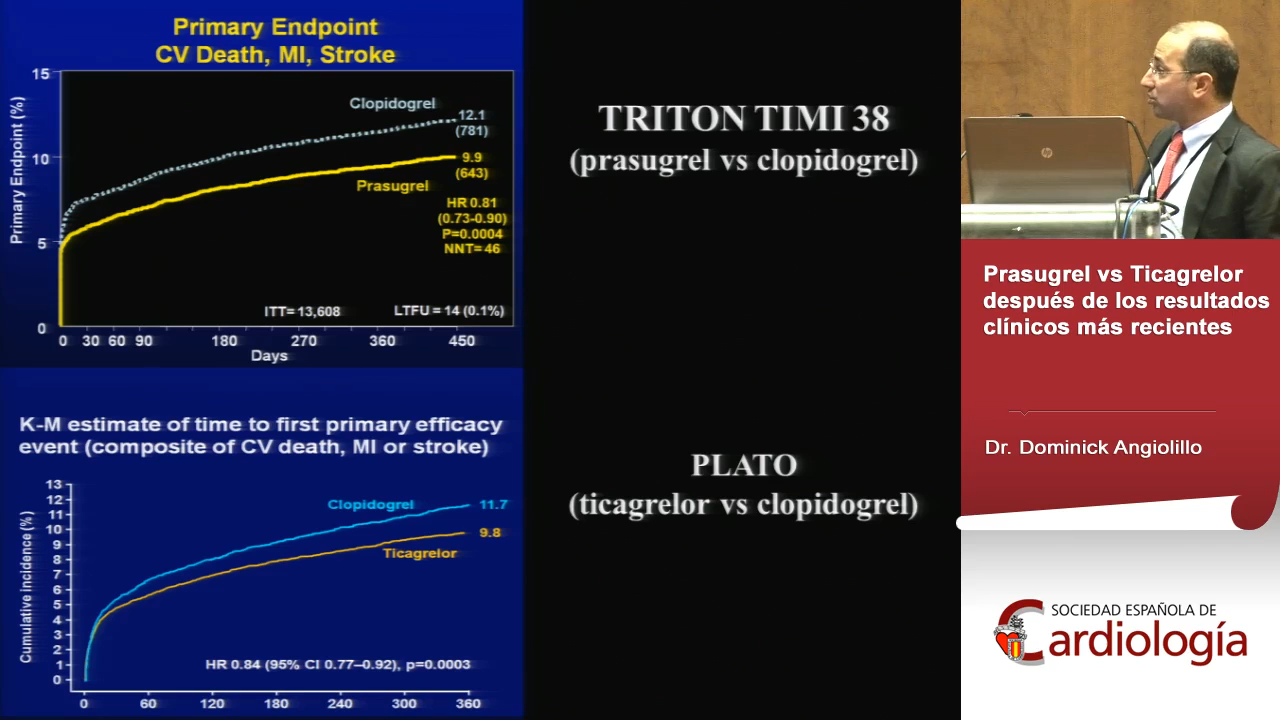 Primary Endpoint
CV Death, MI, Stroke
Primary Endpoint (%)
15
10
5
0
Clopidogrel
12.1
(781)
9.9
(643)
Prasugrel
HR 0.81
(0.73-0.90)
P=0.0004
NNT= 46
ITT= 13,608
LTFU = 14 (0.1%)
0 30 60 90 180 270 360 450
Days
TRITON TIMI 38
(prasugrel vs clopidogrel)
K-M estimate of time to first primary efficacy
event (composite of CV death, MI or stroke)
Cumulative incidence (%)
13
12
11
10
9
8
7
6
5
4
3
2
1
0
Clopidogrel
11.7
9.8
Ticagrelor
HR 0.84 (95% CI 0.77–0.92), p=0.0003
0 60 120 180 240 300 360
PLATO
(ticagrelor vs clopidogrel)
hp
Prasugrel vs Ticagrelor
después de los resultados
clínicos más recientes
Dr. Dominick Angiolillo
SOCIEDAD ESPAÑOLA DE
Cardiología